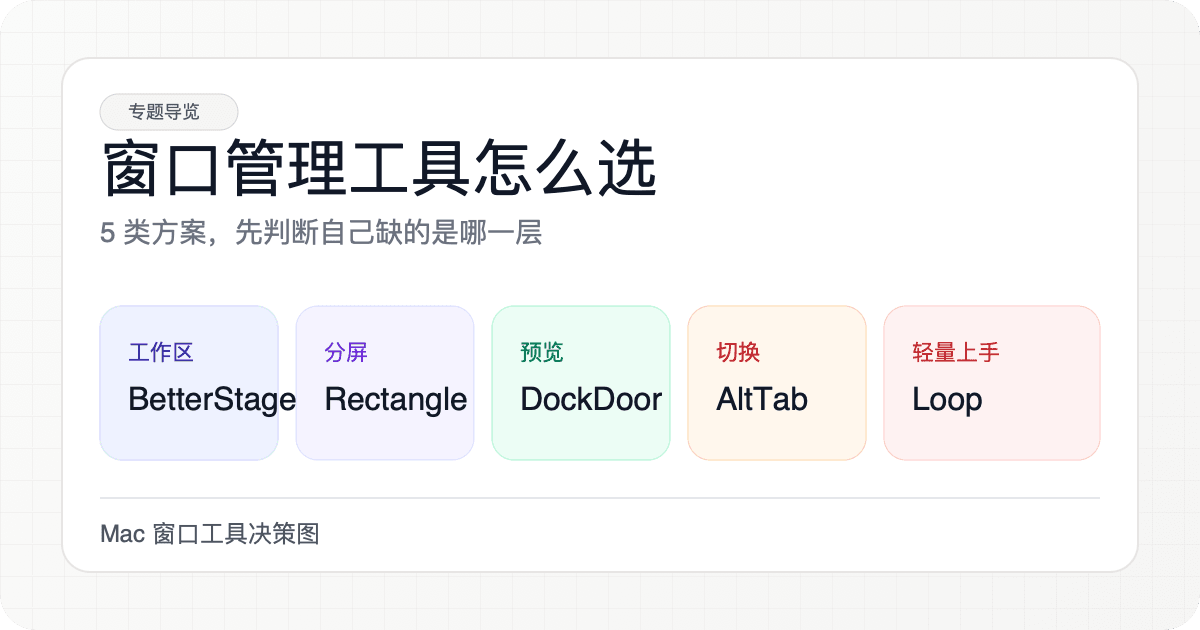 专题导览
窗口管理工具怎么选
5 类方案，先判断自己缺的是哪一层
工作区
BetterStage
分屏
Rectangle
预览
DockDoor
切换
AltTab
轻量上手
Loop
Mac 窗口工具决策图